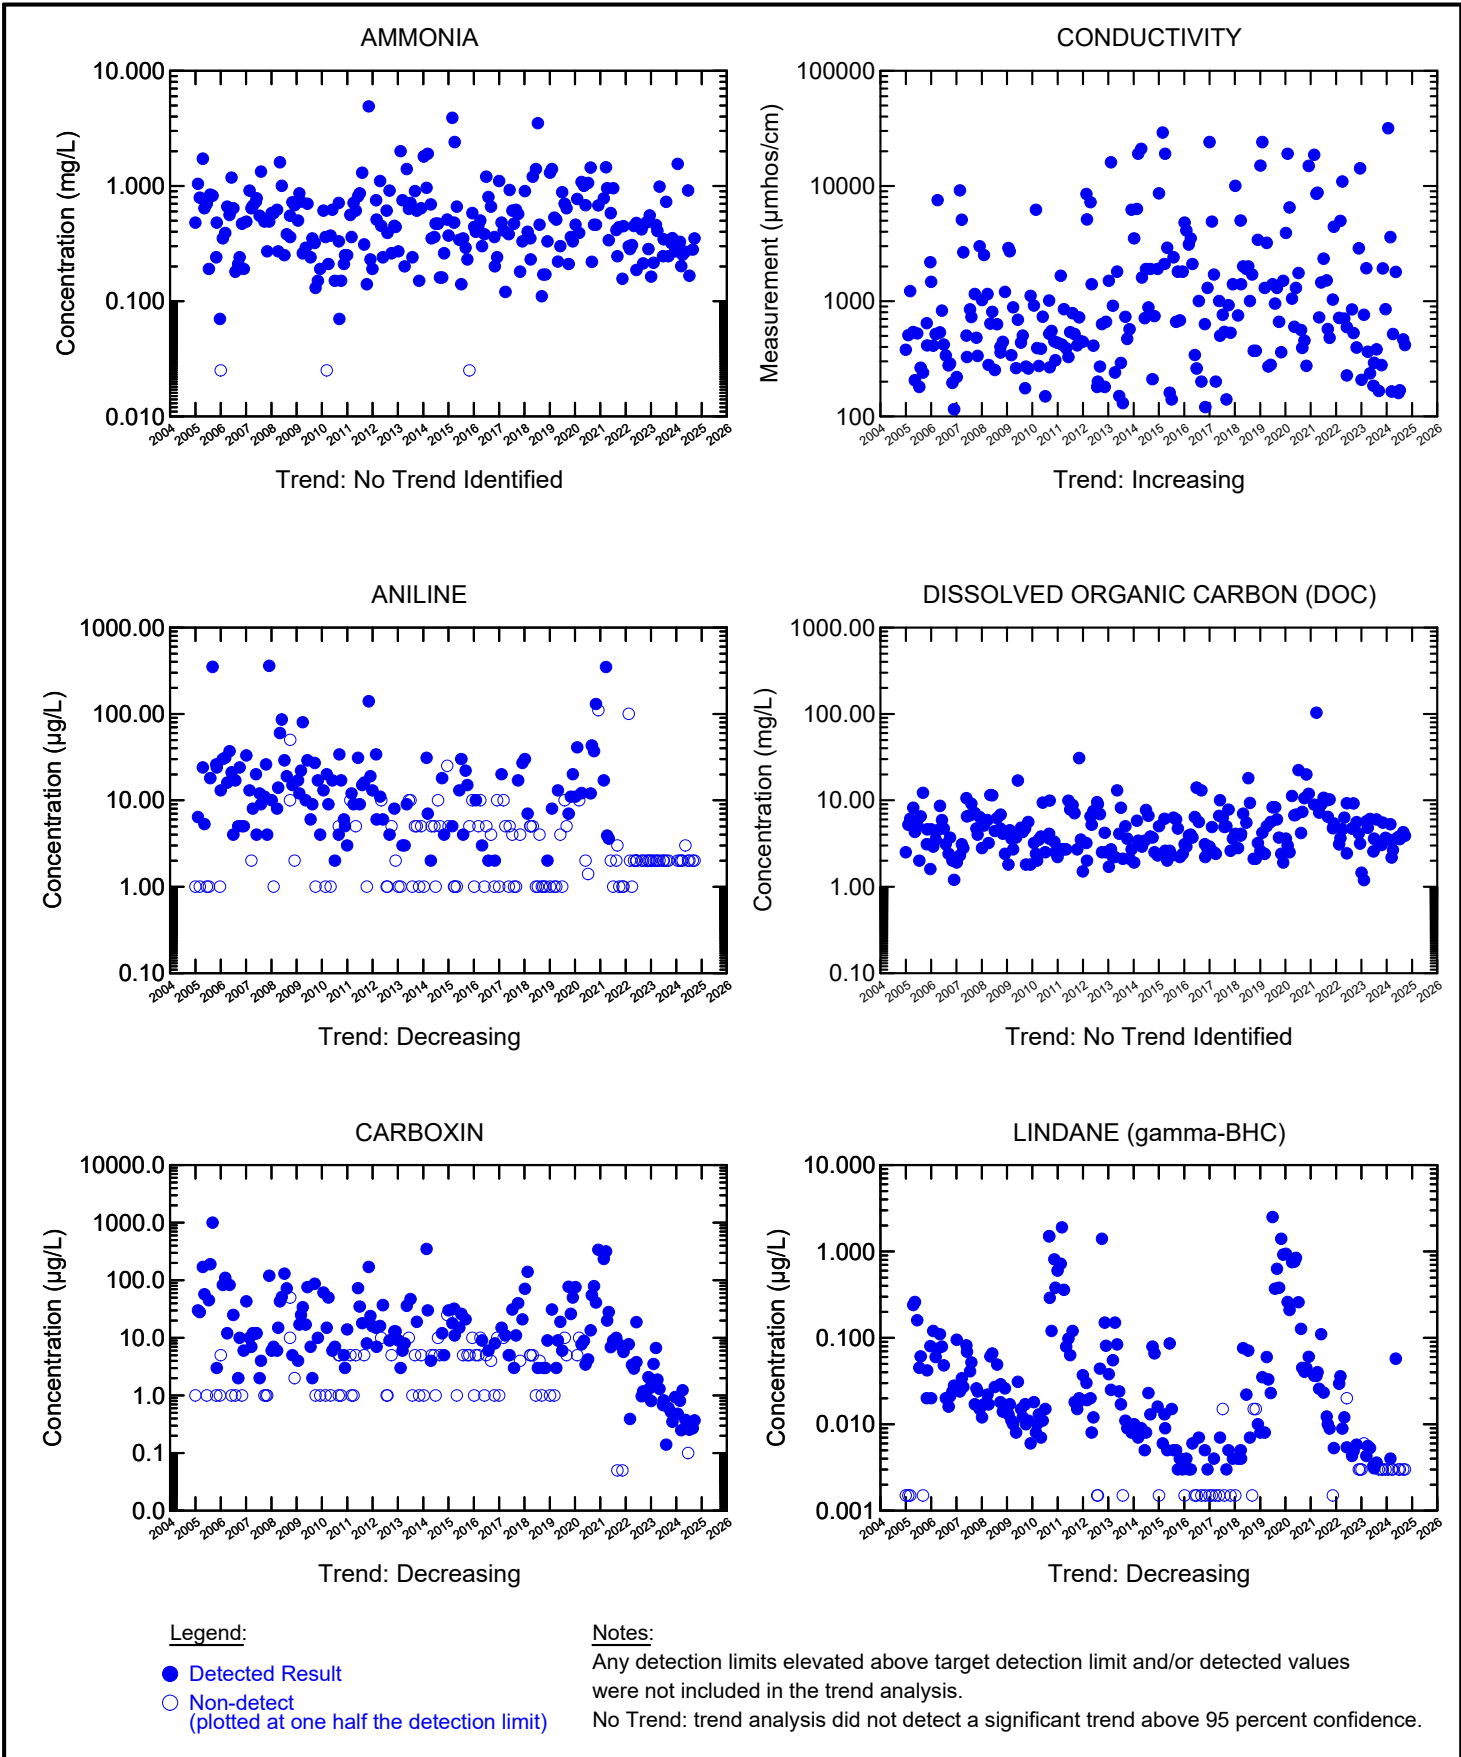 AMMONIA
10.000
1.000
0.100
0.010
Concentration (mg/L)
2004 2005 2006 2007 2008 2009 2010 2011 2012 2013 2014 2015 2016 2017 2018 2019 2020 2021 2022 2023 2024 2025 2026
Trend: No Trend Identified
CONDUCTIVITY
100000
10000
1000
100
Measurement (µmhos/cm)
2004 2005 2006 2007 2008 2009 2010 2011 2012 2013 2014 2015 2016 2017 2018 2019 2020 2021 2022 2023 2024 2025 2026
Trend: Increasing
ANILINE
1000.00
100.00
10.00
1.00
0.10
Concentration (µg/L)
2004 2005 2006 2007 2008 2009 2010 2011 2012 2013 2014 2015 2016 2017 2018 2019 2020 2021 2022 2023 2024 2025 2026
Trend: Decreasing
DISSOLVED ORGANIC CARBON (DOC)
1000.00
100.00
10.00
1.00
0.10
Concentration (mg/L)
2004 2005 2006 2007 2008 2009 2010 2011 2012 2013 2014 2015 2016 2017 2018 2019 2020 2021 2022 2023 2024 2025 2026
Trend: No Trend Identified
CARBOXIN
10000.0
1000.0
100.0
10.0
1.0
0.1
0.0
Concentration (µg/L)
2004 2005 2006 2007 2008 2009 2010 2011 2012 2013 2014 2015 2016 2017 2018 2019 2020 2021 2022 2023 2024 2025 2026
Trend: Decreasing
LINDANE (gamma-BHC)
10.000
1.000
0.100
0.010
0.001
Concentration (µg/L)
2004 2005 2006 2007 2008 2009 2010 2011 2012 2013 2014 2015 2016 2017 2018 2019 2020 2021 2022 2023 2024 2025 2026
Trend: Decreasing
Legend:
Detected Result
Non-detect
(plotted at one half the detection limit)
Notes:
Any detection limits elevated above target detection limit and/or detected values
were not included in the trend analysis.
No Trend: trend analysis did not detect a significant trend above 95 percent confidence.